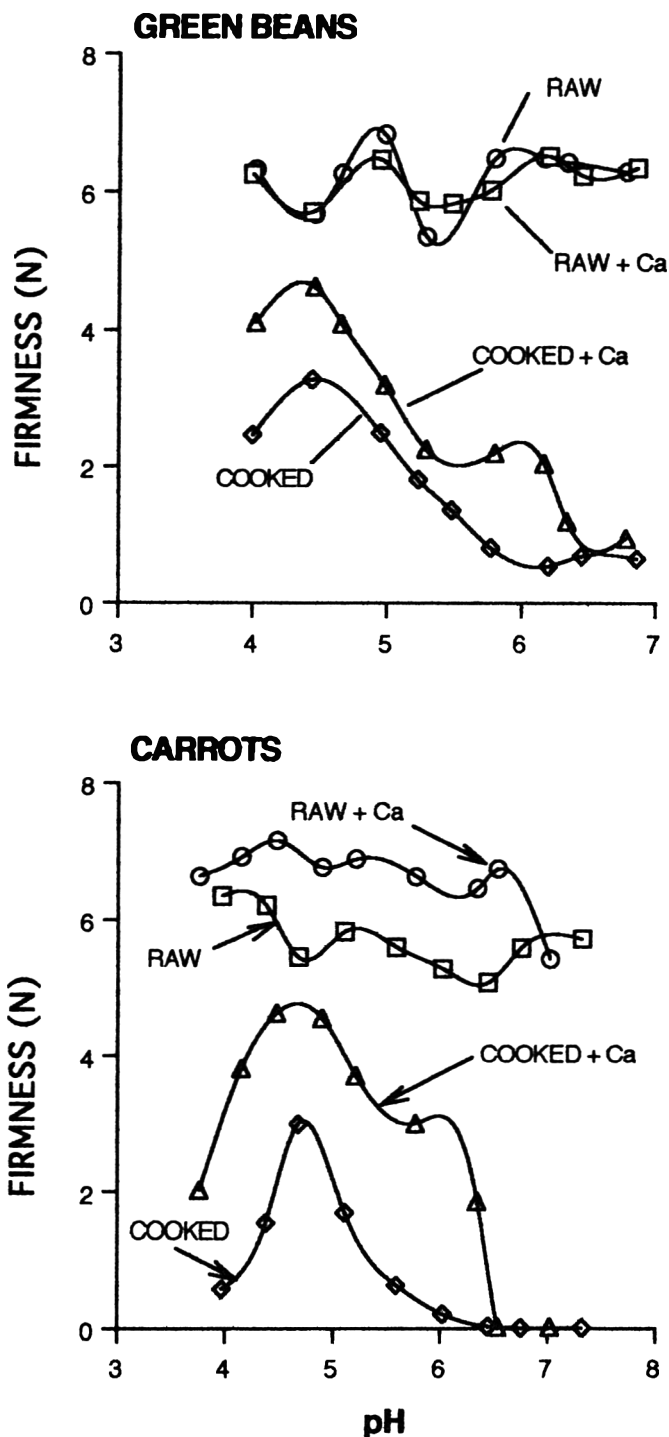 GREEN BEANS
8
RAW
6
RAW + Ca
FIRMNESS (N)
4
COOKED + Ca
2
COOKED
0
3 4 5 6 7
CARROTS
8
RAW + Ca
6
RAW
FIRMNESS (N)
4
COOKED + Ca
2
COOKED
0
3 4 5 6 7 8
pH